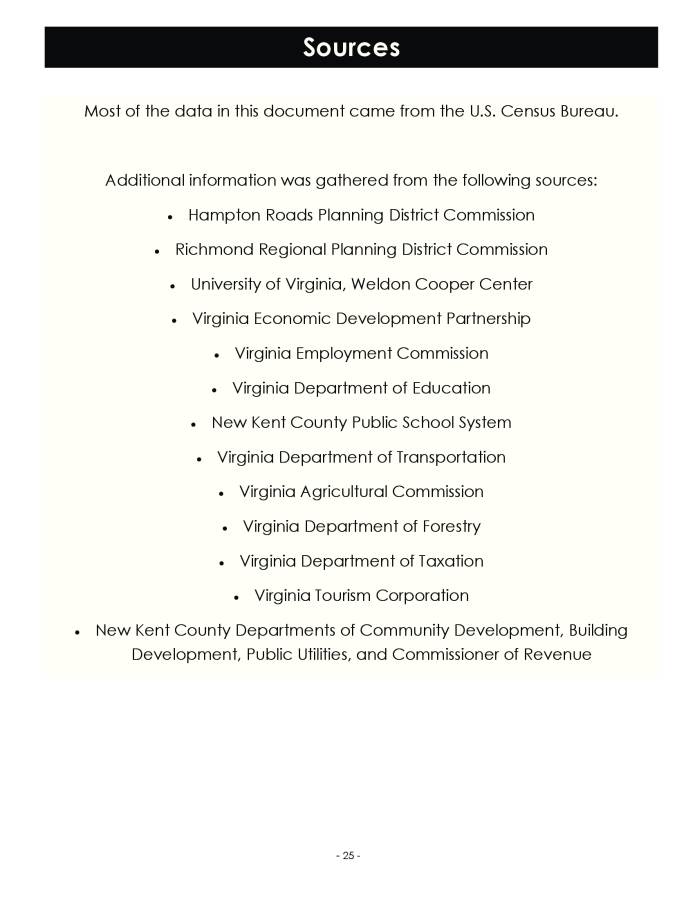 Sources
Most of the data in this document came from the U.S. Census Bureau.
Additional information was gathered from the following sources:
• Hampton Roads Planning District Commission
• Richmond Regional Planning District Commission
• University of Virginia, Weldon Cooper Center
• Virginia Economic Development Partnership
• Virginia Employment Commission
• Virginia Department of Education
• New Kent County Public School System
• Virginia Department of Transportation
• Virginia Agricultural Commission
• Virginia Department of Forestry
• Virginia Department of Taxation
• Virginia Tourism Corporation
• New Kent County Departments of Community Development, Building
Development, Public Utilities, and Commissioner of Revenue
- 25 -